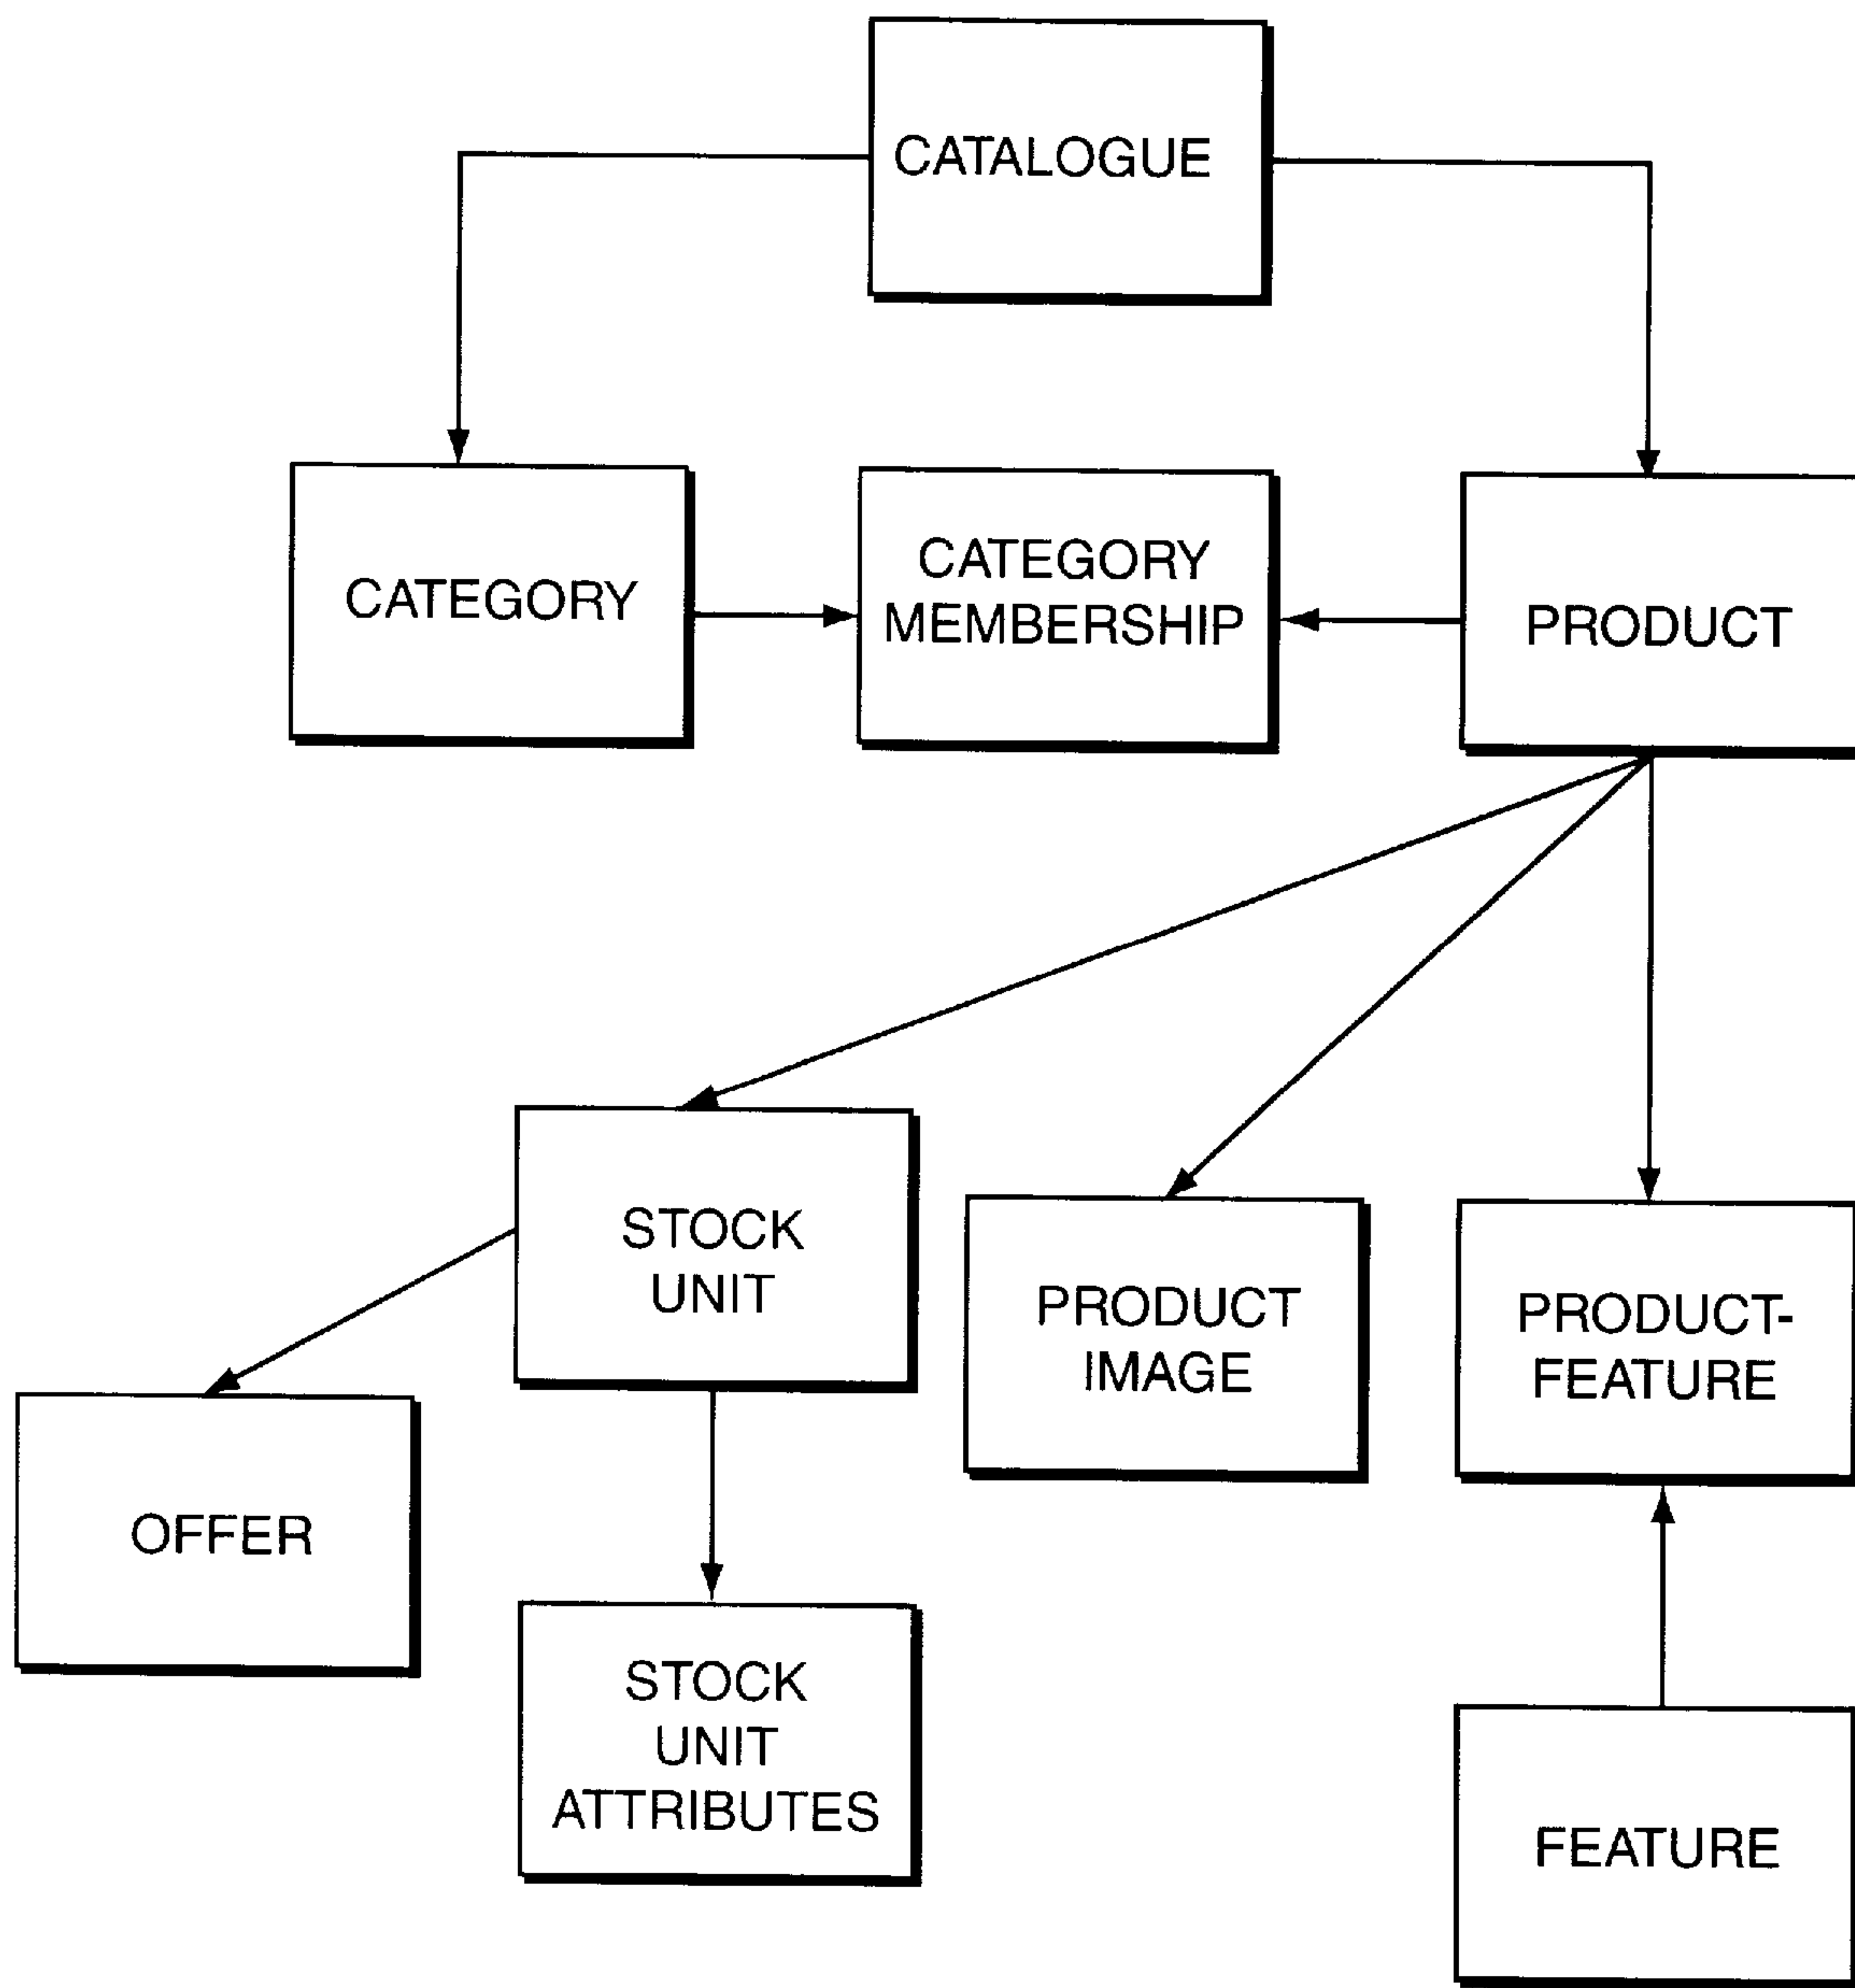 CATALOGUE
CATEGORY
CATEGORY
MEMBERSHIP
PRODUCT
STOCK
UNIT
PRODUCT
IMAGE
PRODUCT-
FEATURE
OFFER
STOCK
UNIT
ATTRIBUTES
FEATURE